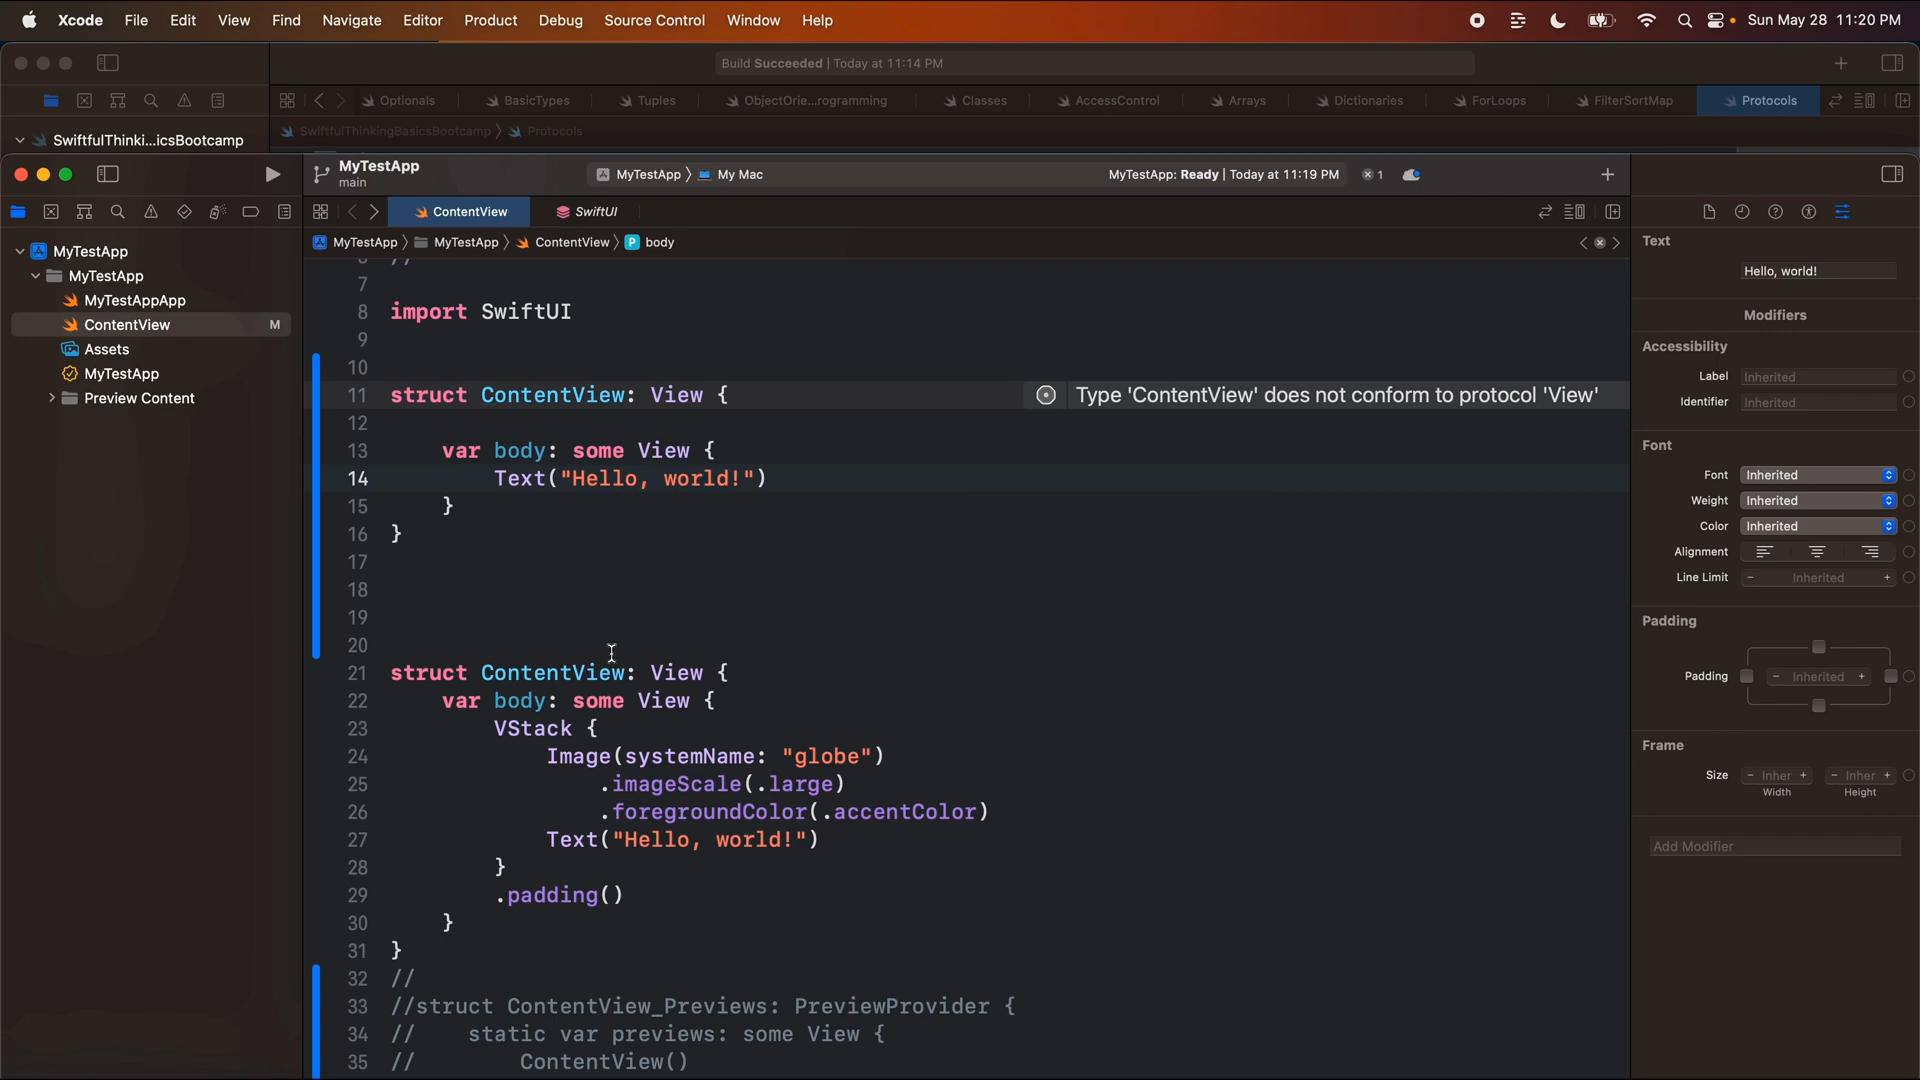 Xcode File Edit View Find Navigate Editor Product Debug Source Control Window Help Sun May 28 11:20 PM
Build Succeeded | Today at 11:14 PM
Optionals BasicTypes Tuples ObjectOrie...rogramming Classes AccessControl Arrays Dictionaries ForLoops FilterSortMap Protocols
SwiftfulThinkingBasicsBootcamp 〉 Protocols
SwiftfulThinki...icsBootcamp
MyTestApp
main
MyTestApp 〉 My Mac
MyTestApp: Ready | Today at 11:19 PM
1
ContentView SwiftUI
MyTestApp 〉 MyTestApp 〉 ContentView 〉 P body
MyTestApp
MyTestApp
MyTestAppApp
ContentView M
Assets
MyTestApp
Preview Content
7
8 import SwiftUI
9
10
11 struct ContentView: View {
Type 'ContentView' does not conform to protocol 'View'
12
13 var body: some View {
14 Text("Hello, world!")
15 }
16 }
17
18
19
20
21 struct ContentView: View {
22 var body: some View {
23 VStack {
24 Image(systemName: "globe")
25 .imageScale(.large)
26 .foregroundColor(.accentColor)
27 Text("Hello, world!")
28 }
29 .padding()
30 }
31 }
32 //
33 //struct ContentView_Previews: PreviewProvider {
34 // static var previews: some View {
35 // ContentView()
Text
Hello, world!
Modifiers
Accessibility
Label Inherited
Identifier Inherited
Font
Font Inherited
Weight Inherited
Color Inherited
Alignment
Line Limit − Inherited +
Padding
Padding − Inherited +
Frame
Size − Inher + − Inher +
Width Height
Add Modifier